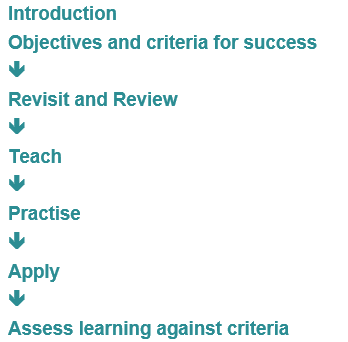 Introduction
Objectives and criteria for success
🡻
Revisit and Review
🡻
Teach
🡻
Practise
🡻
Apply
🡻
Assess learning against criteria